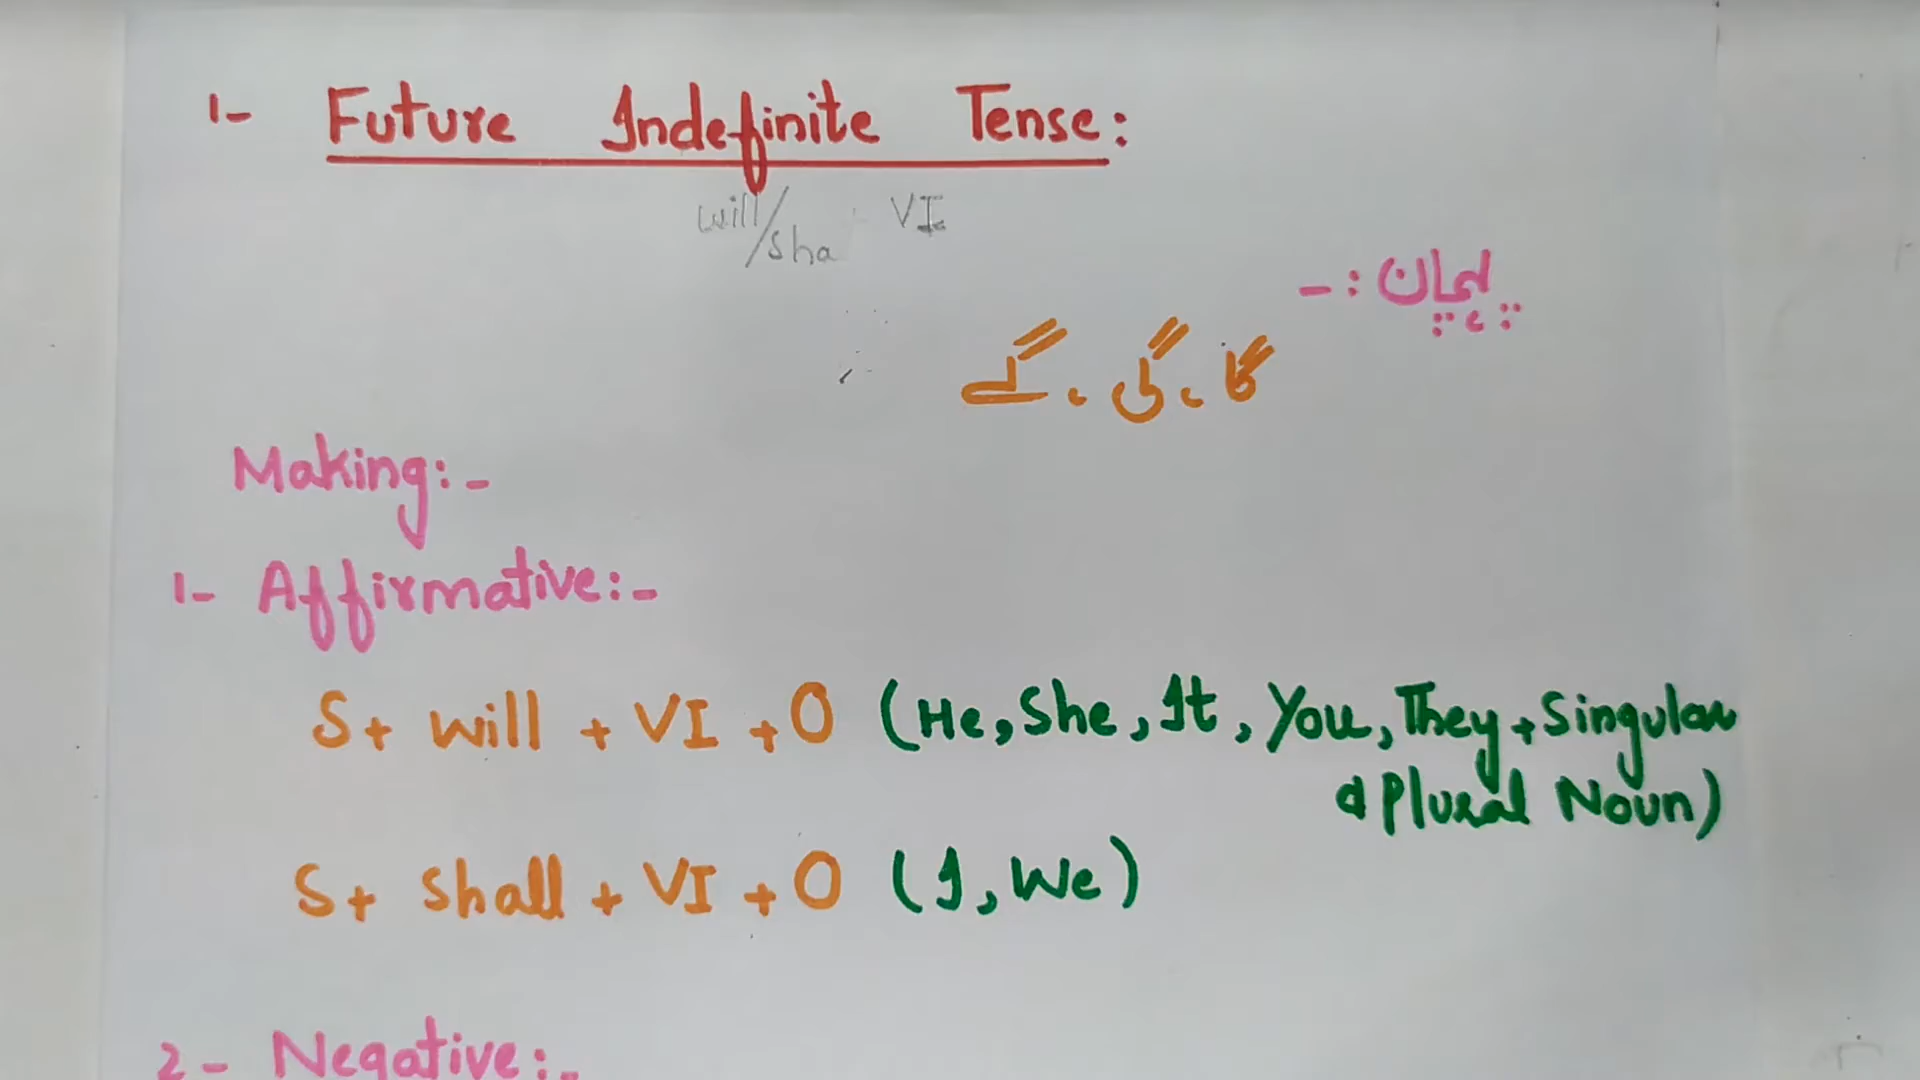 1- Future Indefinite Tense:
will/sha VI
پہچان :-
گا، گی، گے
Making:-
1- Affirmative:-
S+ will + VI + O (He, She, It, You, They + Singular
& Plural Noun)
S+ shall + VI + O (I, We)
2- Negative:-